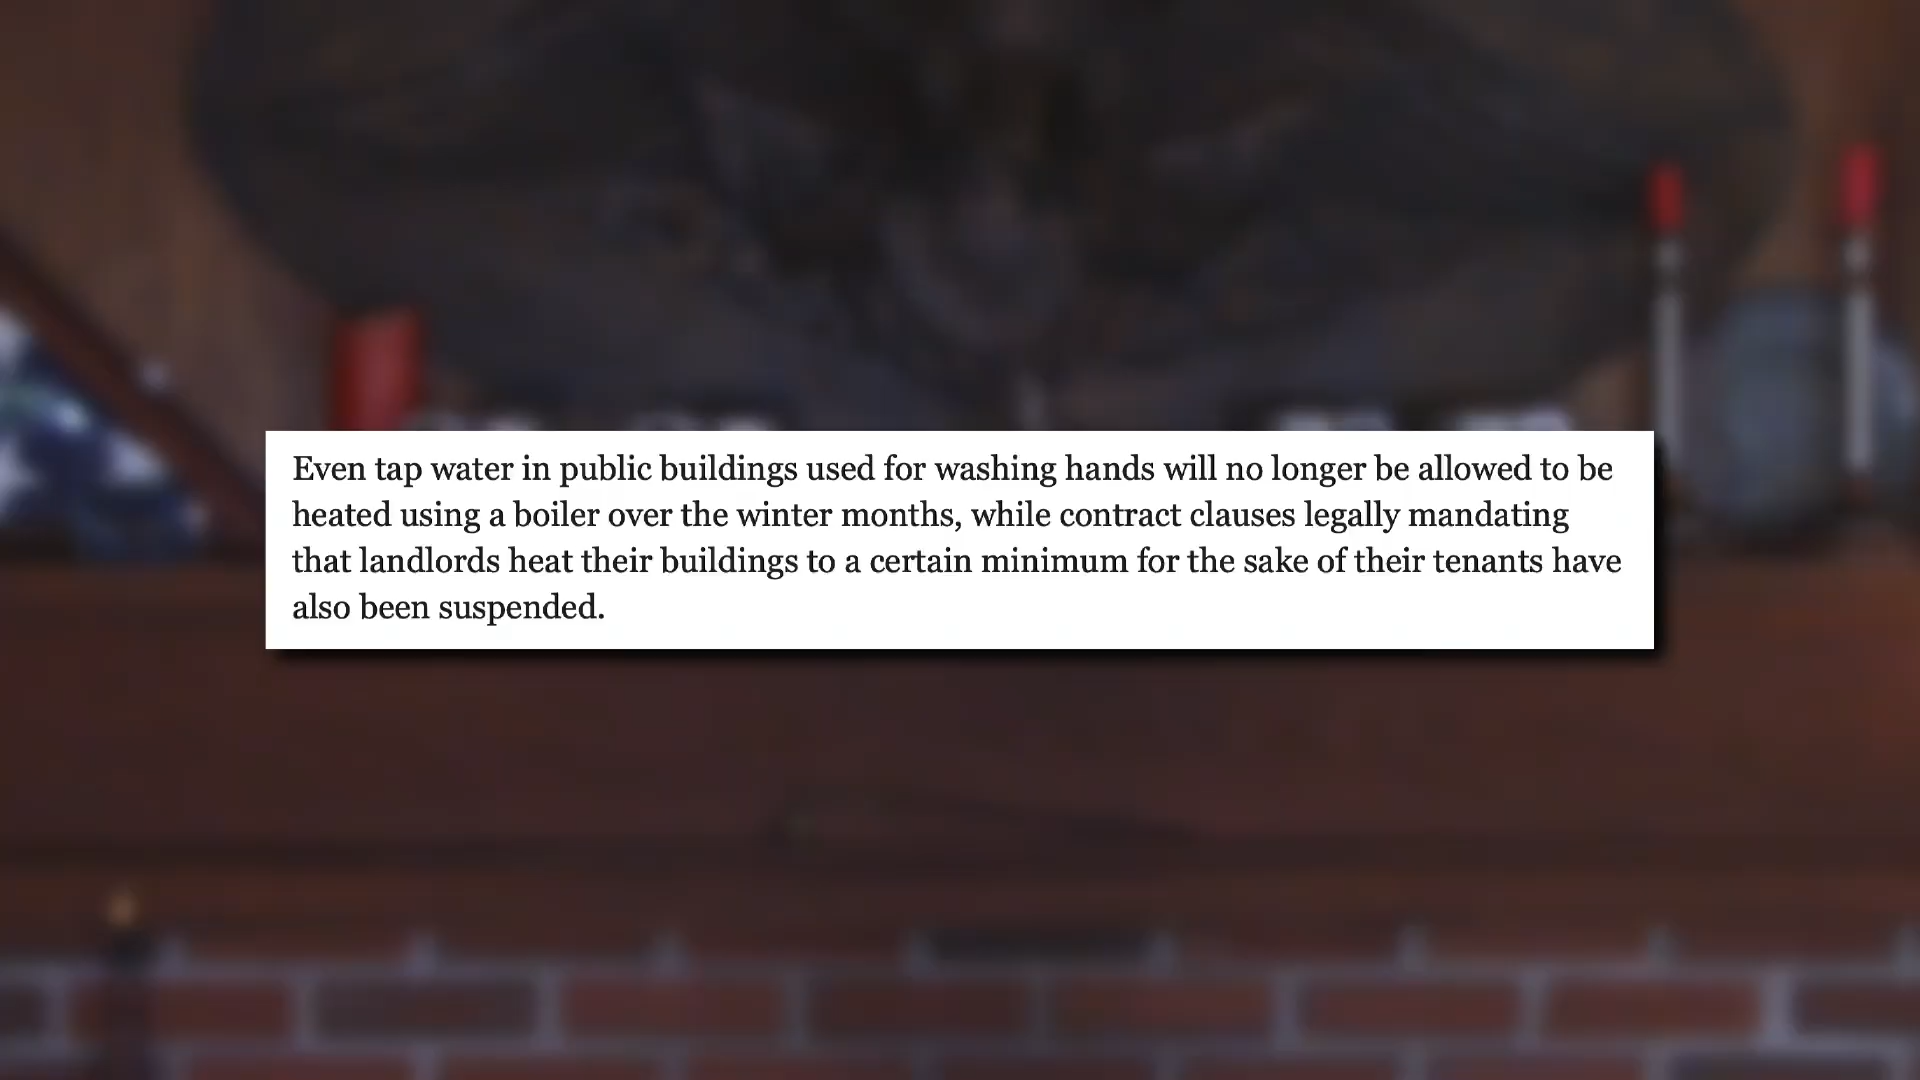 Even tap water in public buildings used for washing hands will no longer be allowed to be
heated using a boiler over the winter months, while contract clauses legally mandating
that landlords heat their buildings to a certain minimum for the sake of their tenants have
also been suspended.